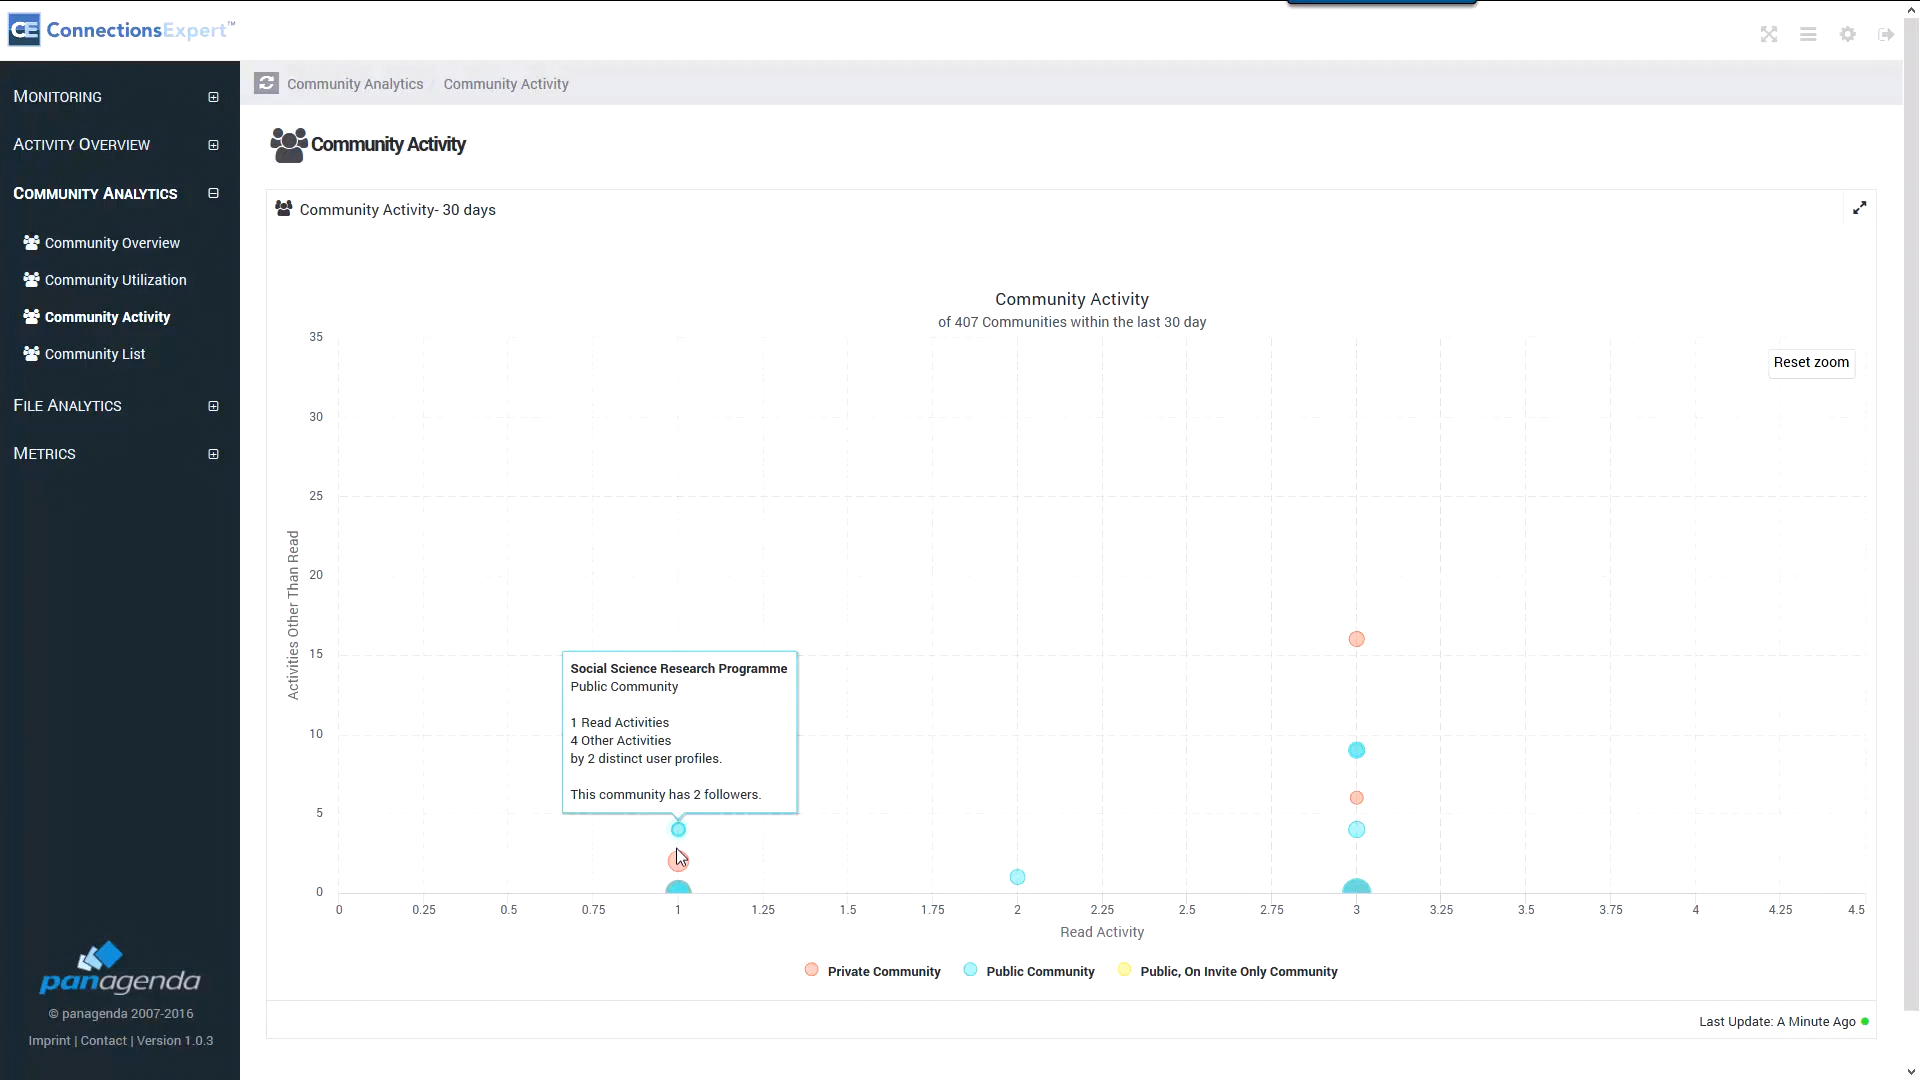 CE ConnectionsExpert™
MONITORING
ACTIVITY OVERVIEW
COMMUNITY ANALYTICS
Community Overview
Community Utilization
Community Activity
Community List
FILE ANALYTICS
METRICS
panagenda
© panagenda 2007-2016
Imprint | Contact | Version 1.0.3
Community Analytics / Community Activity
Community Activity
Community Activity- 30 days
Community Activity
of 407 Communities within the last 30 day
Reset zoom
Activities Other Than Read
35
30
25
20
15
10
5
0
Social Science Research Programme
Public Community
1 Read Activities
4 Other Activities
by 2 distinct user profiles.
This community has 2 followers.
0 0.25 0.5 0.75 1 1.25 1.5 1.75 2 2.25 2.5 2.75 3 3.25 3.5 3.75 4 4.25 4.5
Read Activity
Private Community Public Community Public, On Invite Only Community
Last Update: A Minute Ago